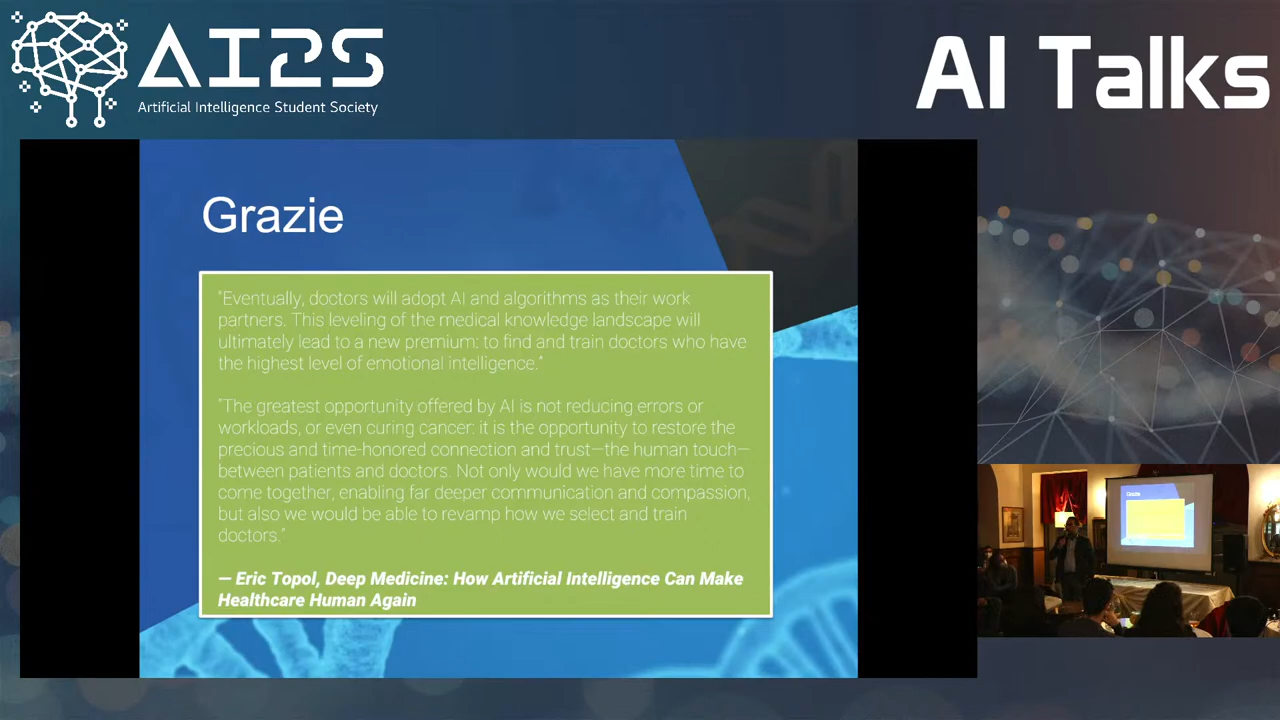 AI2S
Artificial Intelligence Student Society
AI Talks
Grazie
"Eventually, doctors will adopt AI and algorithms as their work
partners. This leveling of the medical knowledge landscape will
ultimately lead to a new premium: to find and train doctors who have
the highest level of emotional intelligence."
"The greatest opportunity offered by AI is not reducing errors or
workloads, or even curing cancer: it is the opportunity to restore the
precious and time-honored connection and trust—the human touch—
between patients and doctors. Not only would we have more time to
come together, enabling far deeper communication and compassion,
but also we would be able to revamp how we select and train
doctors."
— Eric Topol, Deep Medicine: How Artificial Intelligence Can Make
Healthcare Human Again
Grazie